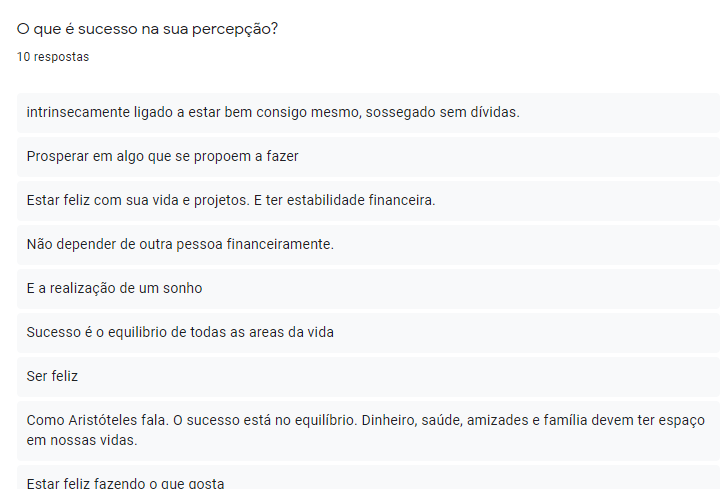 O que é sucesso na sua percepção?
10 respostas
intrinsecamente ligado a estar bem consigo mesmo, sossegado sem dívidas.
Prosperar em algo que se propoem a fazer
Estar feliz com sua vida e projetos. E ter estabilidade financeira.
Não depender de outra pessoa financeiramente.
E a realização de um sonho
Sucesso é o equilibrio de todas as areas da vida
Ser feliz
Como Aristóteles fala. O sucesso está no equilíbrio. Dinheiro, saúde, amizades e família devem ter espaço
em nossas vidas.
Estar feliz fazendo o que gosta